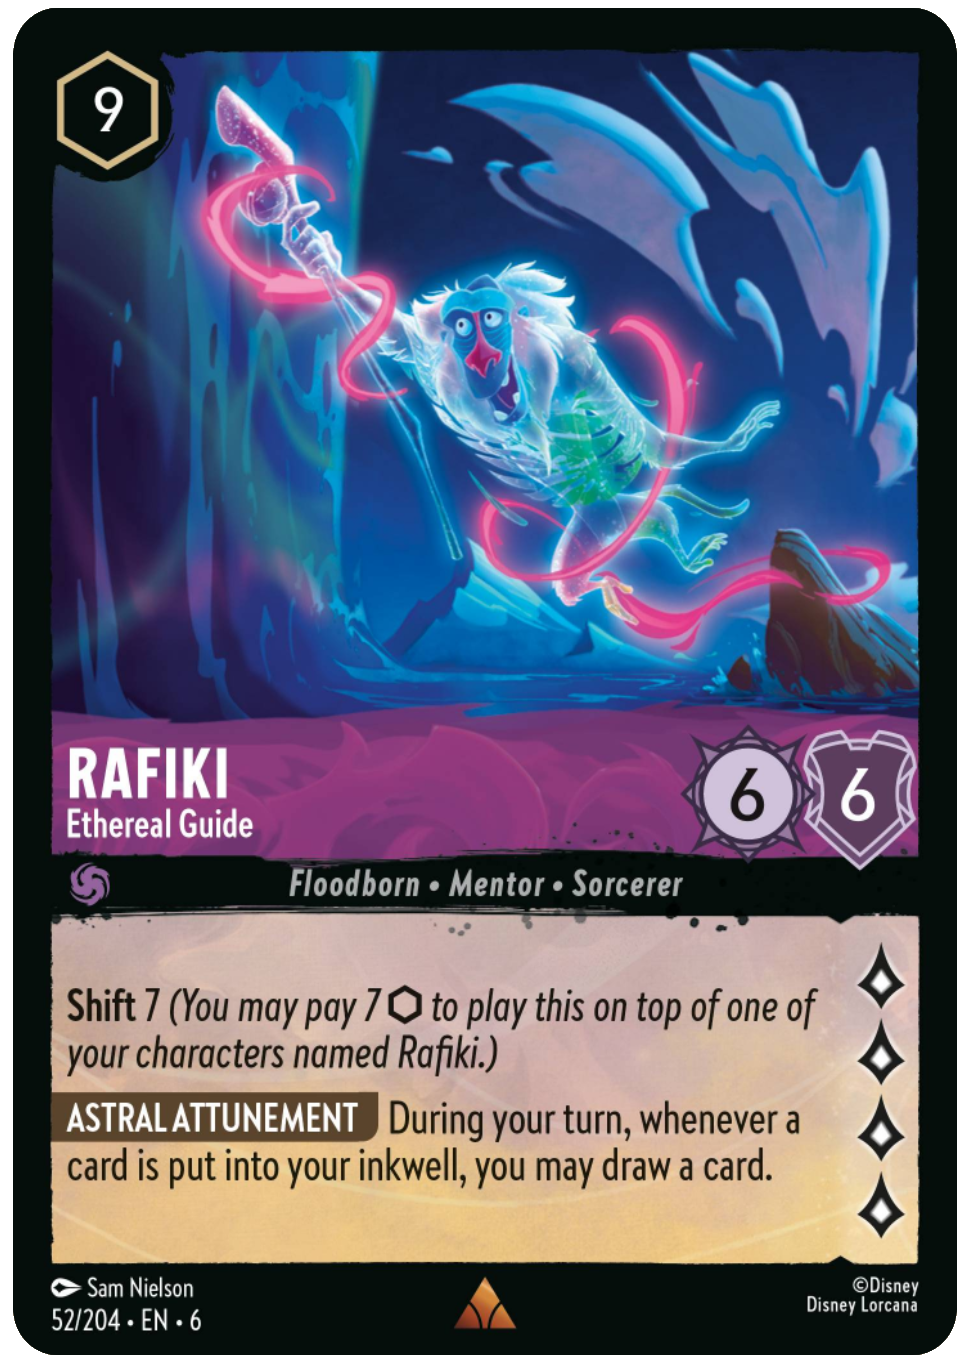 9
RAFIKI
Ethereal Guide
6
6
Floodborn • Mentor • Sorcerer
Shift 7 (You may pay 7 ⬡ to play this on top of one of
your characters named Rafiki.)
ASTRAL ATTUNEMENT During your turn, whenever a
card is put into your inkwell, you may draw a card.
Sam Nielson
52/204 • EN • 6
©Disney
Disney Lorcana